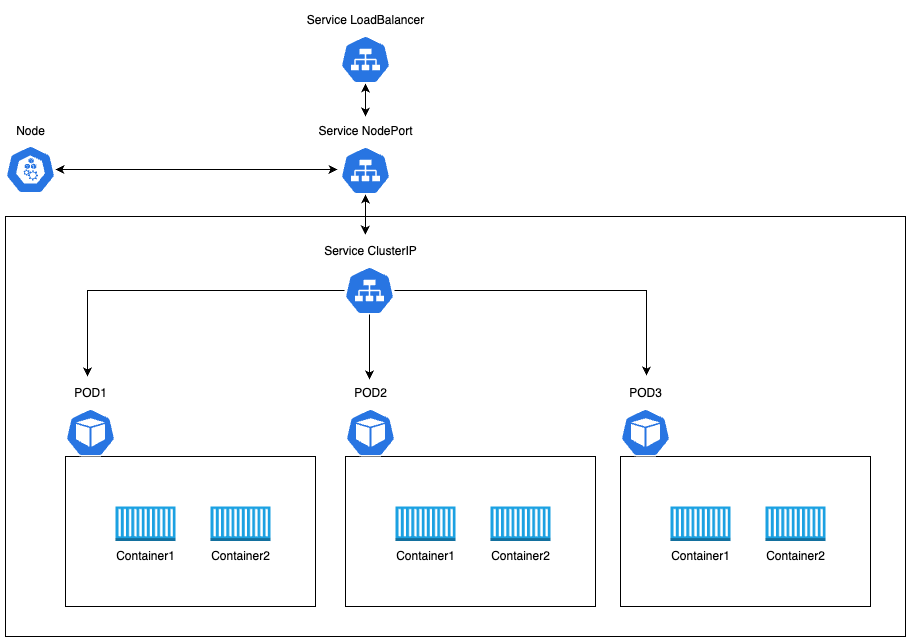 Service LoadBalancer
Node
Service NodePort
Service ClusterIP
POD1
POD2
POD3
Container1
Container2
Container1
Container2
Container1
Container2